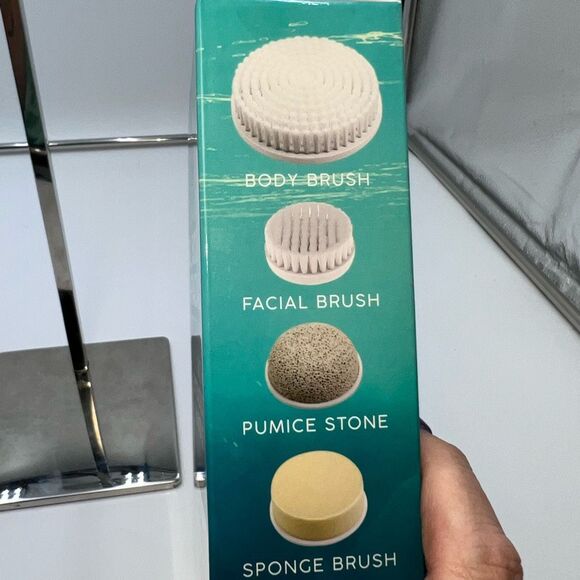 BODY BRUSH
FACIAL BRUSH
PUMICE STONE
SPONGE BRUSH